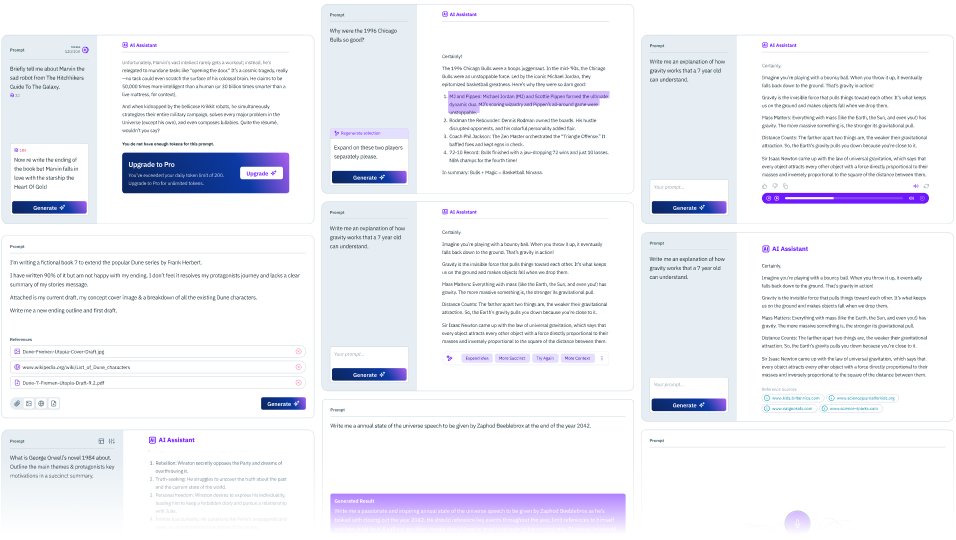 Prompt
Briefly tell me about Marvin the
sad robot from The Hitchhikers
Guide To The Galaxy.
Now re write the ending of
the book but Marvin falls in
love with the starship the
Heart Of Gold
Generate
AI Assistant
Unfortunately, Marvin's vast intellect rarely gets a workout; instead, he's
relegated to mundane tasks like "opening the door." It's a cosmic tragedy, really
—no task could even scratch the surface of his colossal brain. He claims to be
50,000 times more intelligent than a human (or 30 billion times smarter than a
live mattress, for context).
And when kidnapped by the bellicose Krikkit robots, he simultaneously
strategizes their entire military campaign, solves every major problem in the
Universe (except his own), and even composes lullabies. Quite the résumé,
wouldn't you say?
You do not have enough tokens for this prompt.
Upgrade to Pro
You've exceeded your daily token limit of 200.
Upgrade to Pro for unlimited tokens.
Upgrade
Prompt
I'm writing a fictional book 7 to extend the popular Dune series by Frank Herbert.
I have written 90% of it but am not happy with my ending, I don't feel it resolves my protagonists journey and lacks a clear
summary of my stories message.
Attached is my current draft, my concept cover image & a breakdown of all the existing Dune characters.
Write me a new ending outline and first draft.
References
Dune-Fremen-Utopia-Cover-Draft.jpg
www.wikipedia.org/wiki/List_of_Dune_characters
Dune-7-Fremen-Utopia-Draft-9.2.pdf
Generate
Prompt
What is George Orwell's novel 1984 about.
Outline the main themes & protagonists key
motivations in a succinct summary.
AI Assistant
1. Rebellion: Winston secretly opposes the Party and dreams of
overthrowing it.
2. Truth-seeking: He struggles to uncover the truth about the past
and the current state of the world.
3. Personal freedom: Winston desires to express his individuality,
leading him to keep a forbidden diary and pursue a relationship
with Julia.
Prompt
Why were the 1996 Chicago
Bulls so good?
Regenerate selection
Expand on these two players
separately please.
Generate
AI Assistant
Certainly!
The 1996 Chicago Bulls were a hoops juggernaut. In the mid-'90s, the Chicago
Bulls were an unstoppable force. Led by the iconic Michael Jordan, they
epitomized basketball greatness. Here's why they were so darn good:
1. MJ and Pippen: Michael Jordan (MJ) and Scottie Pippen formed the ultimate
dynamic duo. MJ's scoring wizardry and Pippen's all-around game were
unstoppable.
2. Rodman the Rebounder: Dennis Rodman owned the boards. His hustle
disrupted opponents, and his colorful personality added flair.
3. Coach Phil Jackson: The Zen Master orchestrated the "Triangle Offense." It
baffled foes and kept egos in check.
4. 72-10 Record: Bulls finished with a jaw-dropping 72 wins and just 10 losses.
NBA champs for the fourth time!
In summary: Bulls + Magic = Basketball Nirvana.
Prompt
Write me an explanation of how
gravity works that a 7 year old
can understand.
Your prompt...
Generate
AI Assistant
Certainly.
Imagine you're playing with a bouncy ball. When you throw it up, it eventually
falls back down to the ground. That's gravity in action!
Gravity is the invisible force that pulls things toward each other. It's what keeps
us on the ground and makes objects fall when we drop them.
Mass Matters: Everything with mass (like the Earth, the Sun, and even you!) has
gravity. The more massive something is, the stronger its gravitational pull.
Distance Counts: The farther apart two things are, the weaker their gravitational
attraction. So, the Earth's gravity pulls you down because you're close to it.
Sir Isaac Newton came up with the law of universal gravitation, which says that
every object attracts every other object with a force directly proportional to their
masses and inversely proportional to the square of the distance between them.
Expand Idea
More Succinct
Try Again
More Context
Prompt
Write me a annual state of the universe speech to be given by Zaphod Beeblebrox at the end of the year 2042.
Generated Result
Write me a passionate and inspiring annual state of the universe speech to be given by Zaphod Beeblebrox as he is,
Prompt
Write me an explanation of how
gravity works that a 7 year old
can understand.
Your prompt...
Generate
AI Assistant
Certainly.
Imagine you're playing with a bouncy ball. When you throw it up, it eventually
falls back down to the ground. That's gravity in action!
Gravity is the invisible force that pulls things toward each other. It's what keeps
us on the ground and makes objects fall when we drop them.
Mass Matters: Everything with mass (like the Earth, the Sun, and even you!) has
gravity. The more massive something is, the stronger its gravitational pull.
Distance Counts: The farther apart two things are, the weaker their gravitational
attraction. So, the Earth's gravity pulls you down because you're close to it.
Sir Isaac Newton came up with the law of universal gravitation, which says that
every object attracts every other object with a force directly proportional to their
masses and inversely proportional to the square of the distance between them.
Prompt
Write me an explanation of how
gravity works that a 7 year old
can understand.
Your prompt...
Generate
AI Assistant
Certainly.
Imagine you're playing with a bouncy ball. When you throw it up, it eventually
falls back down to the ground. That's gravity in action!
Gravity is the invisible force that pulls things toward each other. It's what keeps
us on the ground and makes objects fall when we drop them.
Mass Matters: Everything with mass (like the Earth, the Sun, and even you!) has
gravity. The more massive something is, the stronger its gravitational pull.
Distance Counts: The farther apart two things are, the weaker their gravitational
attraction. So, the Earth's gravity pulls you down because you're close to it.
Sir Isaac Newton came up with the law of universal gravitation, which says that
every object attracts every other object with a force directly proportional to their
masses and inversely proportional to the square of the distance between them.
Reference Sources
www.kids.britannica.com
www.sciencejournalforkids.org
Prompt